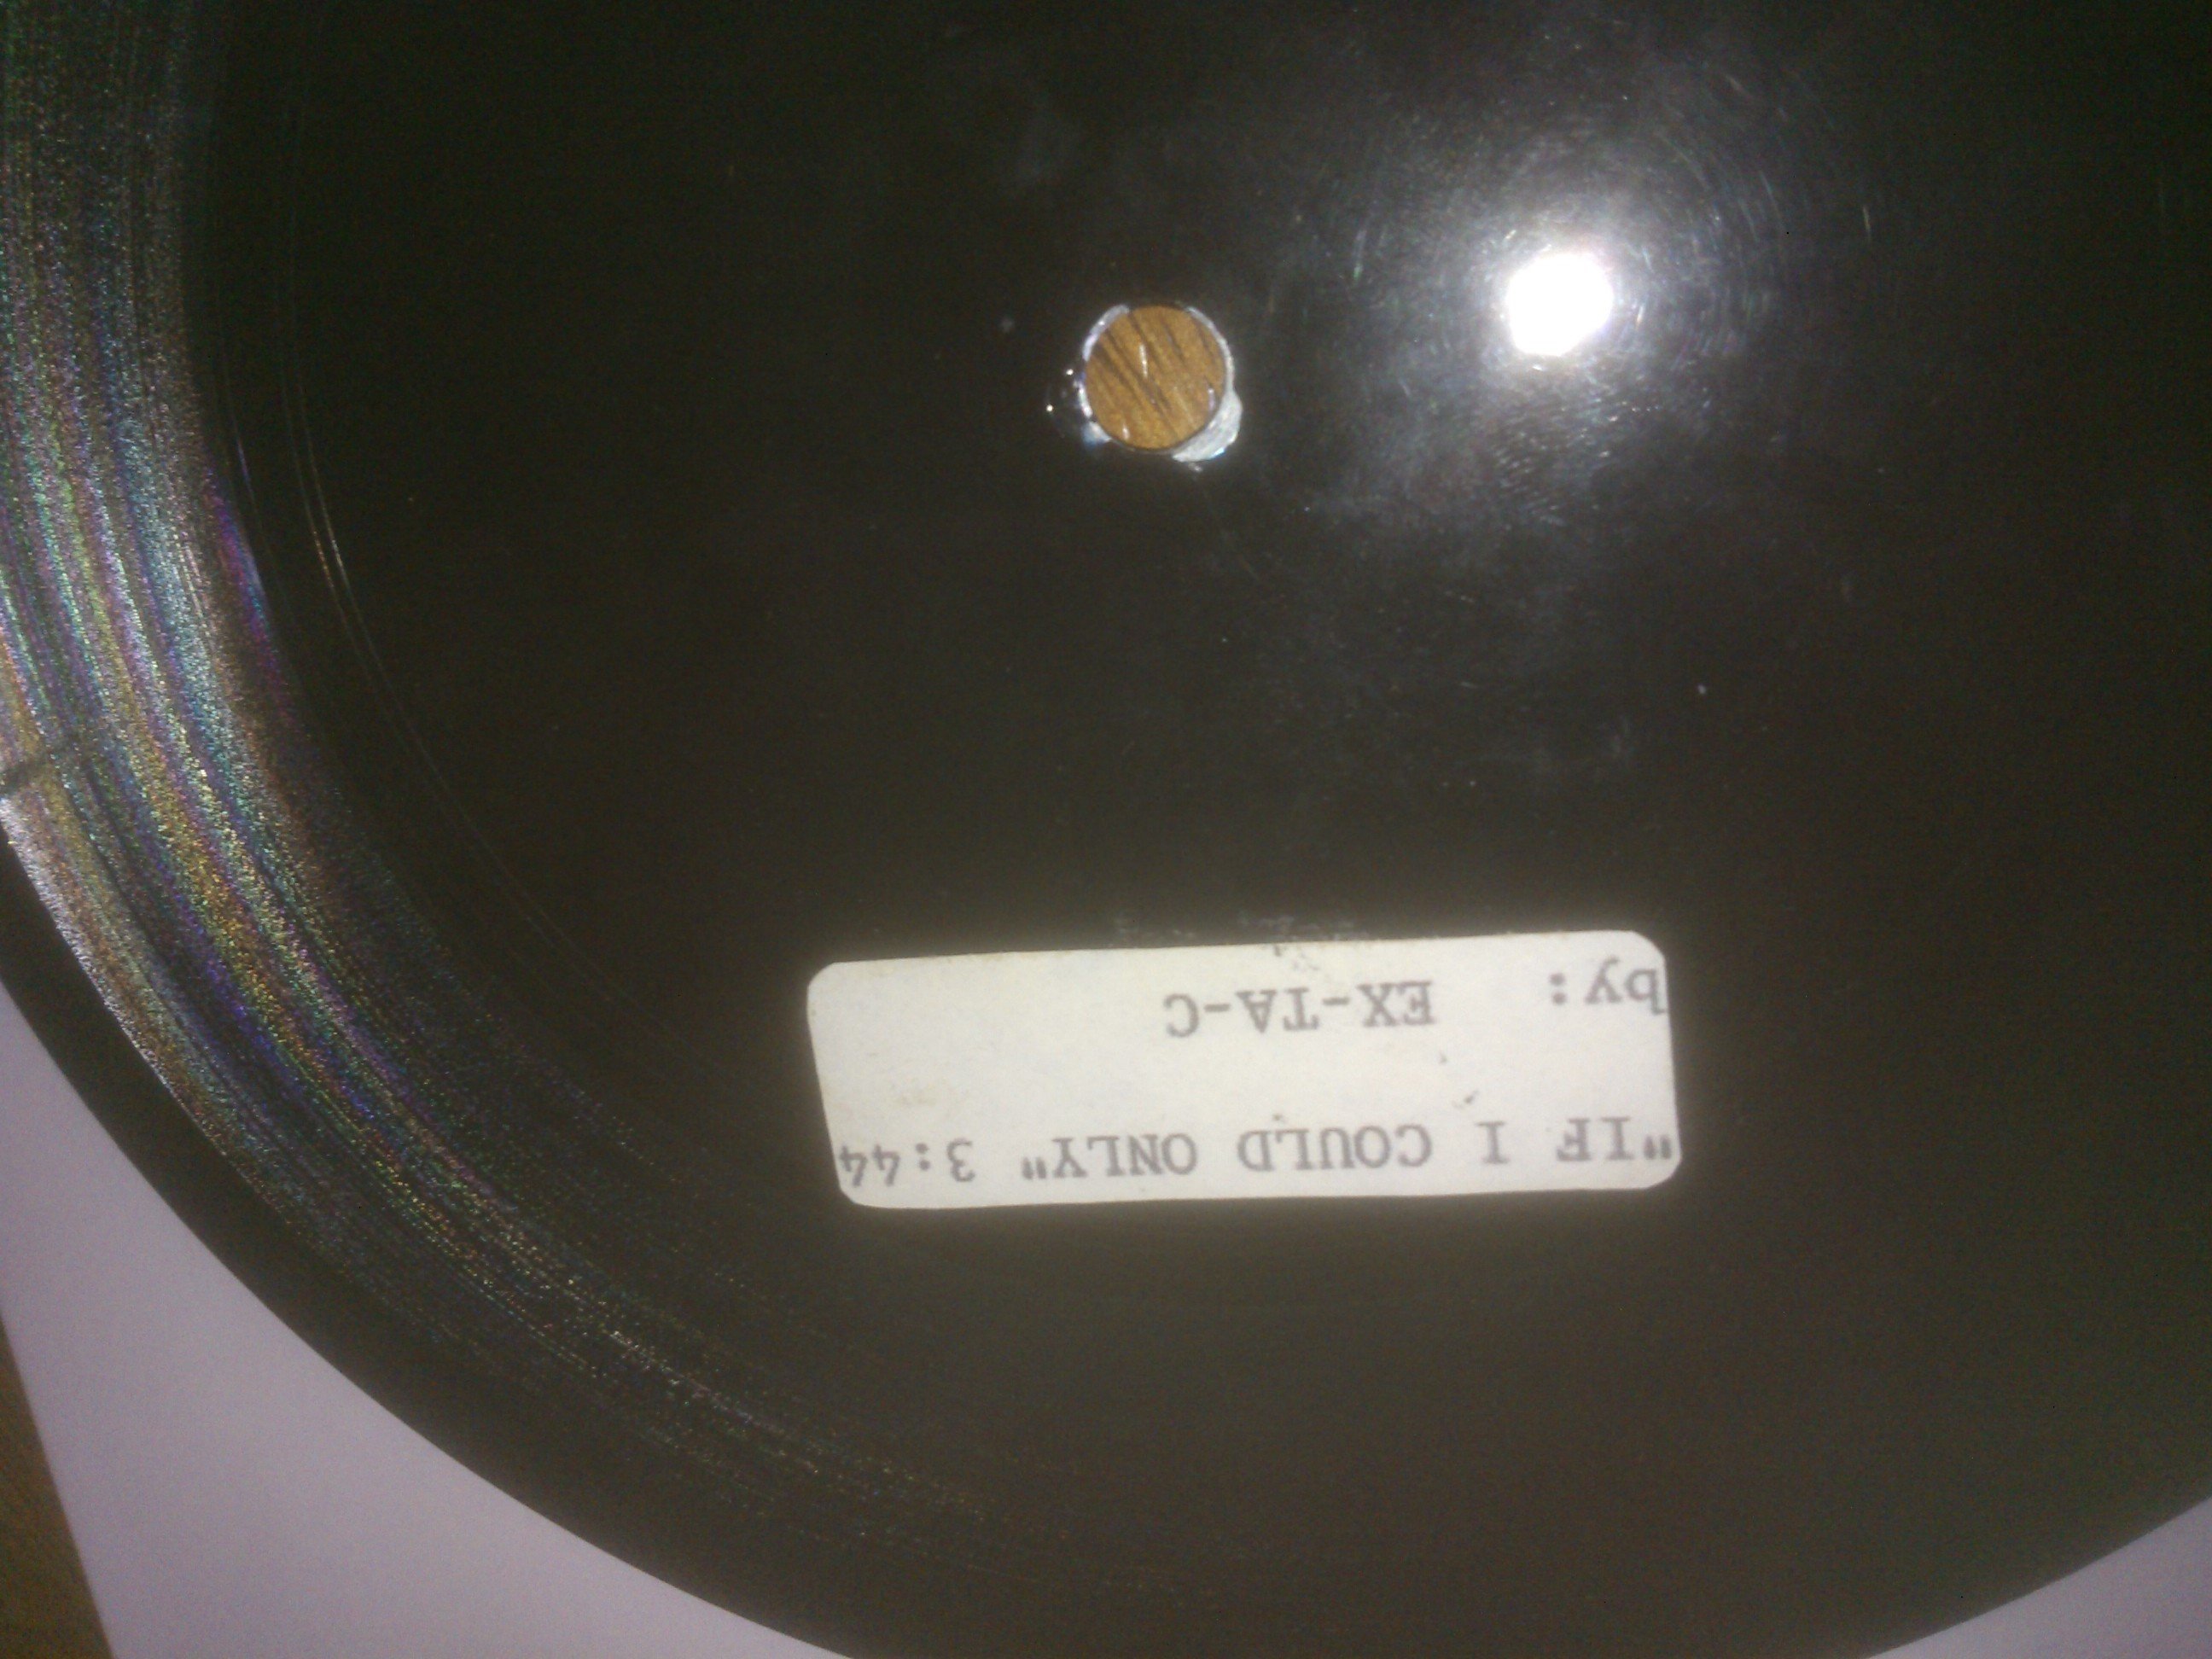 "IF I COULD ONLY" 3:44
by: EX-TA-C